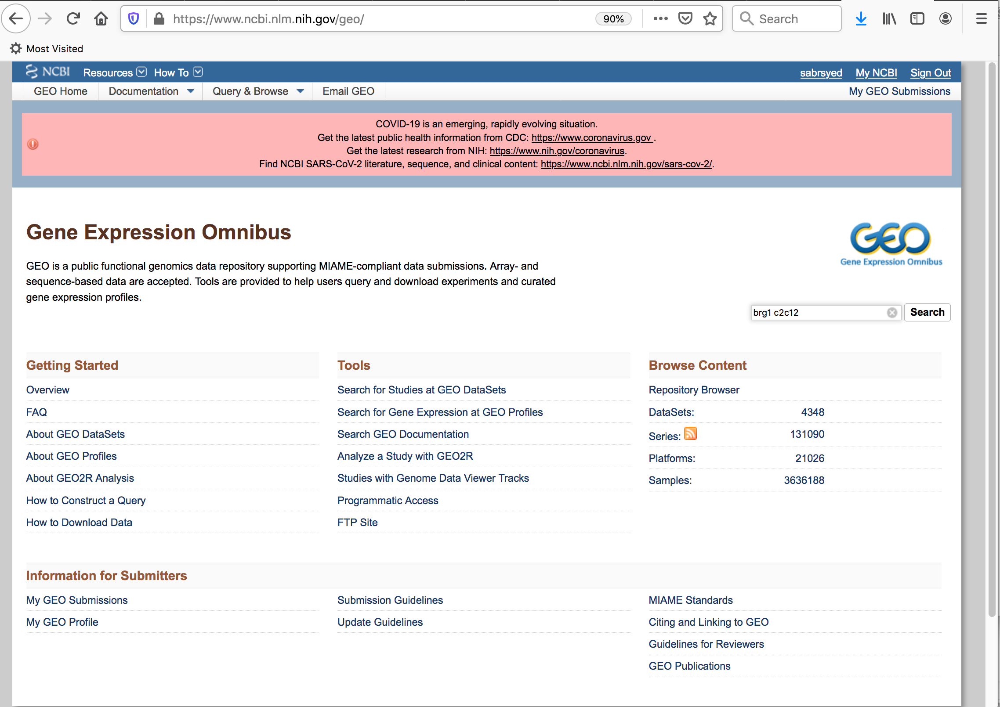 https://www.ncbi.nlm.nih.gov/geo/
90%
Search
Most Visited
NCBI
Resources
How To
sabrsyed
My NCBI
Sign Out
GEO Home
Documentation
Query & Browse
Email GEO
My GEO Submissions
COVID-19 is an emerging, rapidly evolving situation.
Get the latest public health information from CDC: https://www.coronavirus.gov .
Get the latest research from NIH: https://www.nih.gov/coronavirus.
Find NCBI SARS-CoV-2 literature, sequence, and clinical content: https://www.ncbi.nlm.nih.gov/sars-cov-2/.
Gene Expression Omnibus
GEO
Gene Expression Omnibus
GEO is a public functional genomics data repository supporting MIAME-compliant data submissions. Array- and
sequence-based data are accepted. Tools are provided to help users query and download experiments and curated
gene expression profiles.
brg1 c2c12
Search
Getting Started
Overview
FAQ
About GEO DataSets
About GEO Profiles
About GEO2R Analysis
How to Construct a Query
How to Download Data
Tools
Search for Studies at GEO DataSets
Search for Gene Expression at GEO Profiles
Search GEO Documentation
Analyze a Study with GEO2R
Studies with Genome Data Viewer Tracks
Programmatic Access
FTP Site
Browse Content
Repository Browser
DataSets: 4348
Series: 131090
Platforms: 21026
Samples: 3636188
Information for Submitters
My GEO Submissions
My GEO Profile
Submission Guidelines
Update Guidelines
MIAME Standards
Citing and Linking to GEO
Guidelines for Reviewers
GEO Publications